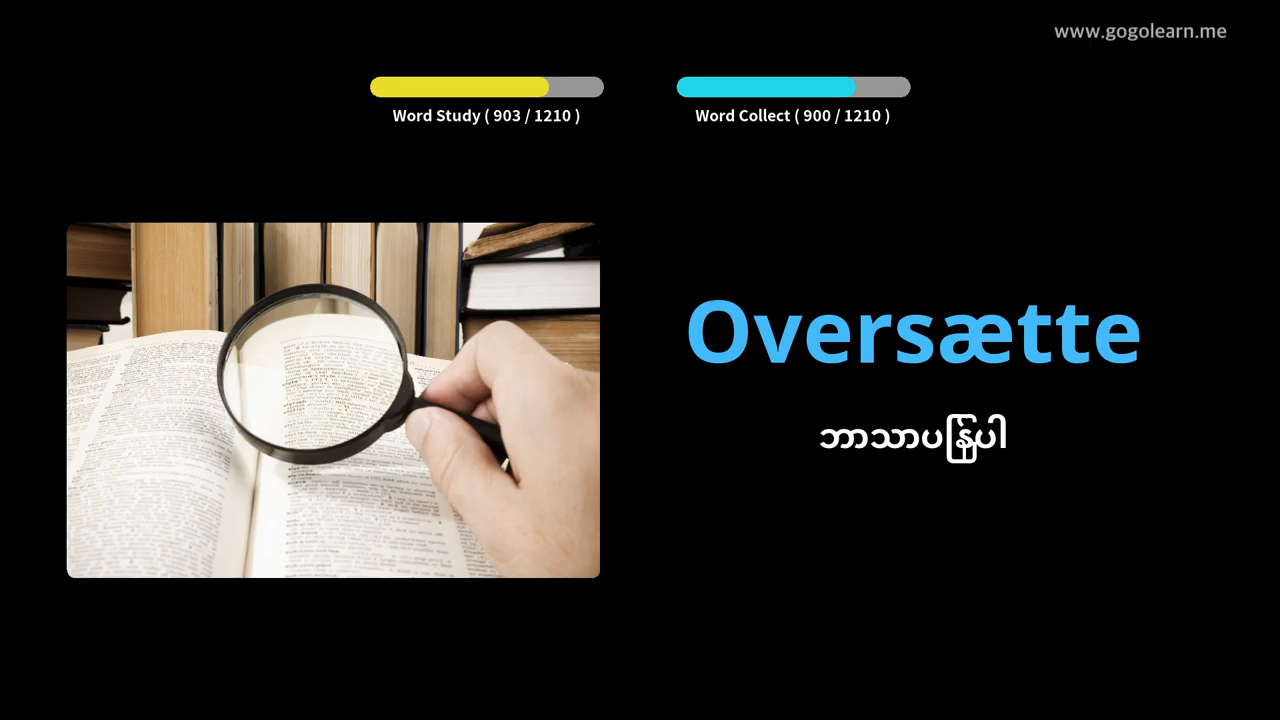 www.gogolearn.me
Word Study ( 903 / 1210 )
Word Collect ( 900 / 1210 )
Oversætte
ဘာသာပြန်ပါ